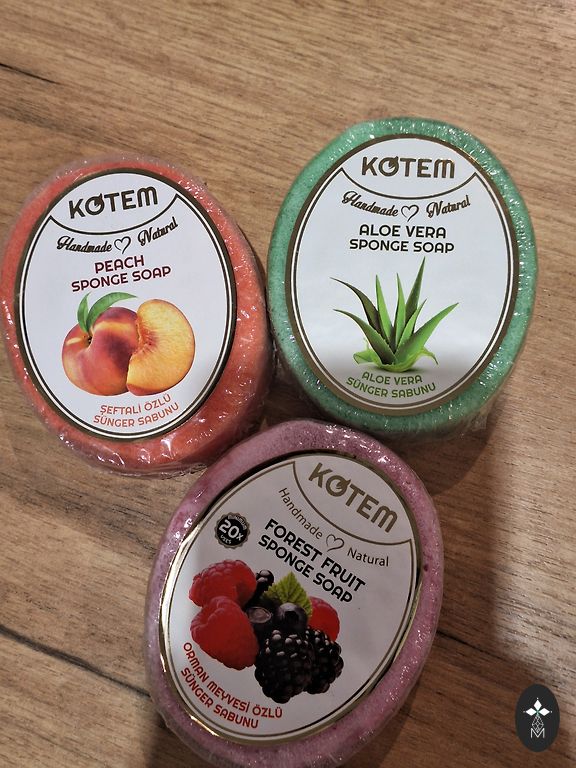 KOTEM
Handmade Natural
PEACH
SPONGE SOAP
ŞEFTALİ ÖZLÜ
SÜNGER SABUNU
KOTEM
Handmade Natural
ALOE VERA
SPONGE SOAP
ALOE VERA
SÜNGER SABUNU
KOTEM
Handmade Natural
20x
FOREST FRUIT
SPONGE SOAP
ORMAN MEYVESİ ÖZLÜ
SÜNGER SABUNU